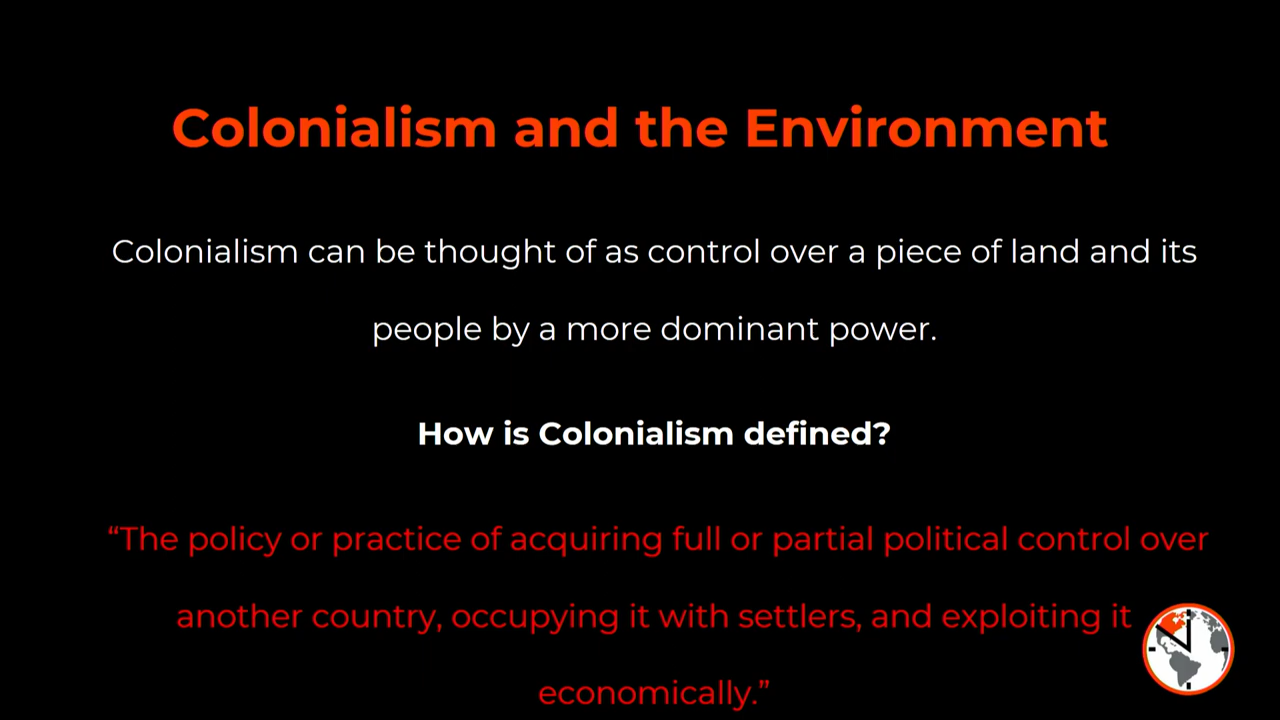 Colonialism and the Environment
Colonialism can be thought of as control over a piece of land and its
people by a more dominant power.
How is Colonialism defined?
“The policy or practice of acquiring full or partial political control over
another country, occupying it with settlers, and exploiting it
economically.”